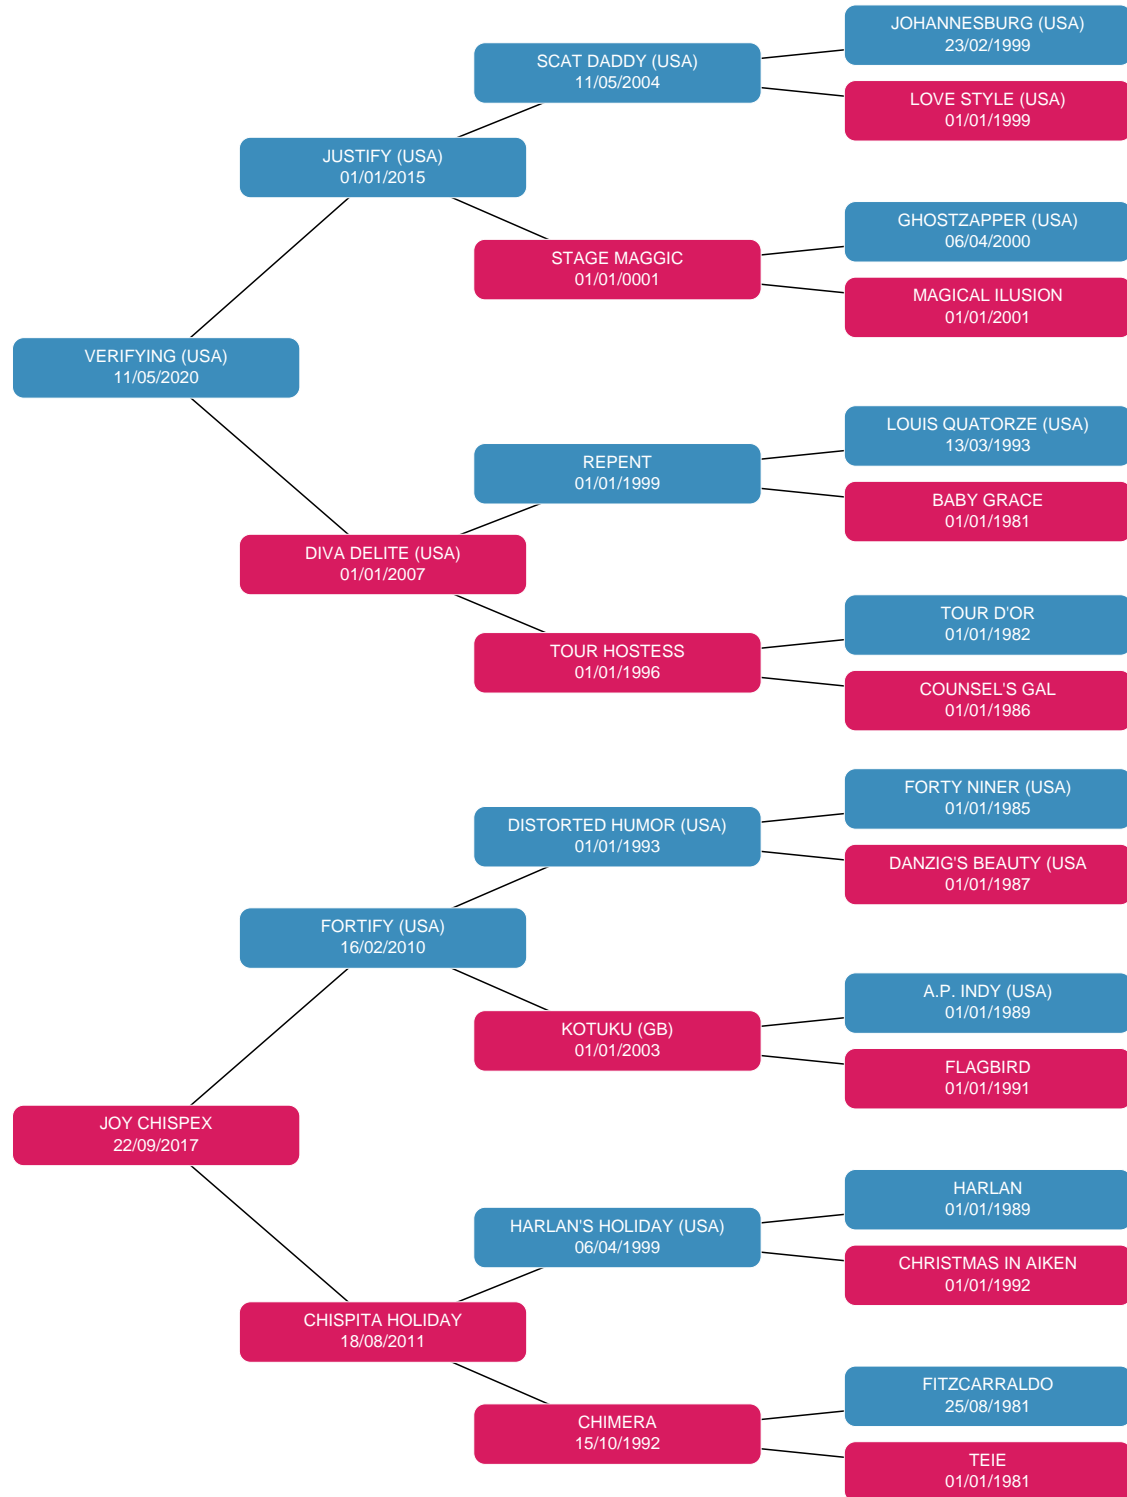 JOHANNESBURG (USA)
23/02/1999
SCAT DADDY (USA)
11/05/2004
LOVE STYLE (USA)
01/01/1999
JUSTIFY (USA)
01/01/2015
GHOSTZAPPER (USA)
06/04/2000
STAGE MAGGIC
01/01/0001
MAGICAL ILUSION
01/01/2001
VERIFYING (USA)
11/05/2020
LOUIS QUATORZE (USA)
13/03/1993
REPENT
01/01/1999
BABY GRACE
01/01/1981
DIVA DELITE (USA)
01/01/2007
TOUR D'OR
01/01/1982
TOUR HOSTESS
01/01/1996
COUNSEL'S GAL
01/01/1986
FORTY NINER (USA)
01/01/1985
DISTORTED HUMOR (USA)
01/01/1993
DANZIG'S BEAUTY (USA
01/01/1987
FORTIFY (USA)
16/02/2010
A.P. INDY (USA)
01/01/1989
KOTUKU (GB)
01/01/2003
FLAGBIRD
01/01/1991
JOY CHISPEX
22/09/2017
HARLAN
01/01/1989
HARLAN'S HOLIDAY (USA)
06/04/1999
CHRISTMAS IN AIKEN
01/01/1992
CHISPITA HOLIDAY
18/08/2011
FITZCARRALDO
25/08/1981
CHIMERA
15/10/1992
TEIE
01/01/1981